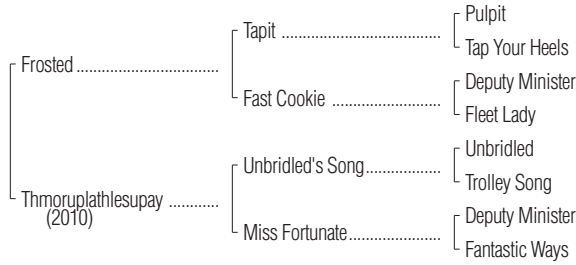 Pulpit
Tapit
Tap Your Heels
Frosted
Deputy Minister
Fast Cookie
Fleet Lady
Unbridled
Unbridled's Song
Trolley Song
Thmoruplathlesupay
(2010)
Deputy Minister
Miss Fortunate
Fantastic Ways